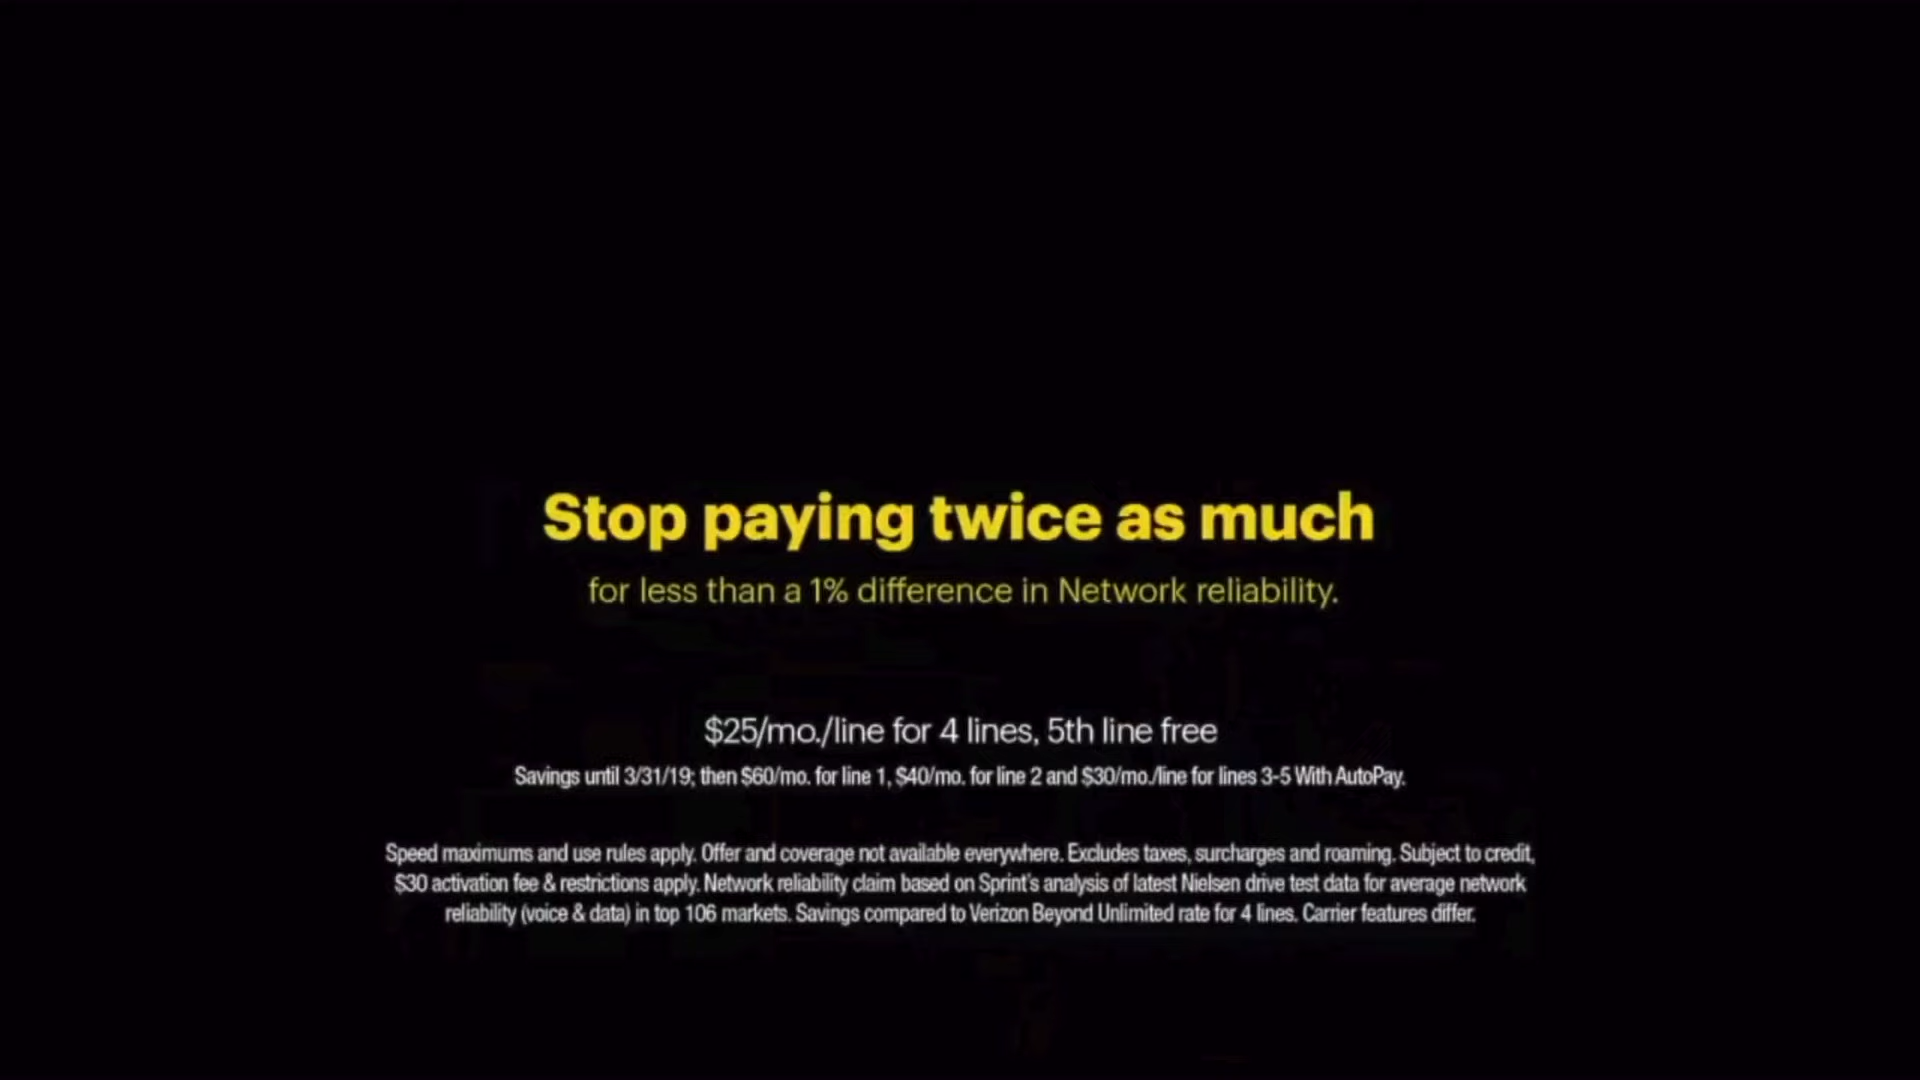 Stop paying twice as much
for less than a 1% difference in Network reliability.
$25/mo./line for 4 lines, 5th line free
Savings until 3/31/19; then $60/mo. for line 1, $40/mo. for line 2 and $30/mo./line for lines 3-5 With AutoPay.
Speed maximums and use rules apply. Offer and coverage not available everywhere. Excludes taxes, surcharges and roaming. Subject to credit,
$30 activation fee & restrictions apply. Network reliability claim based on Sprint's analysis of latest Nielsen drive test data for average network
reliability (voice & data) in top 106 markets. Savings compared to Verizon Beyond Unlimited rate for 4 lines. Carrier features differ.